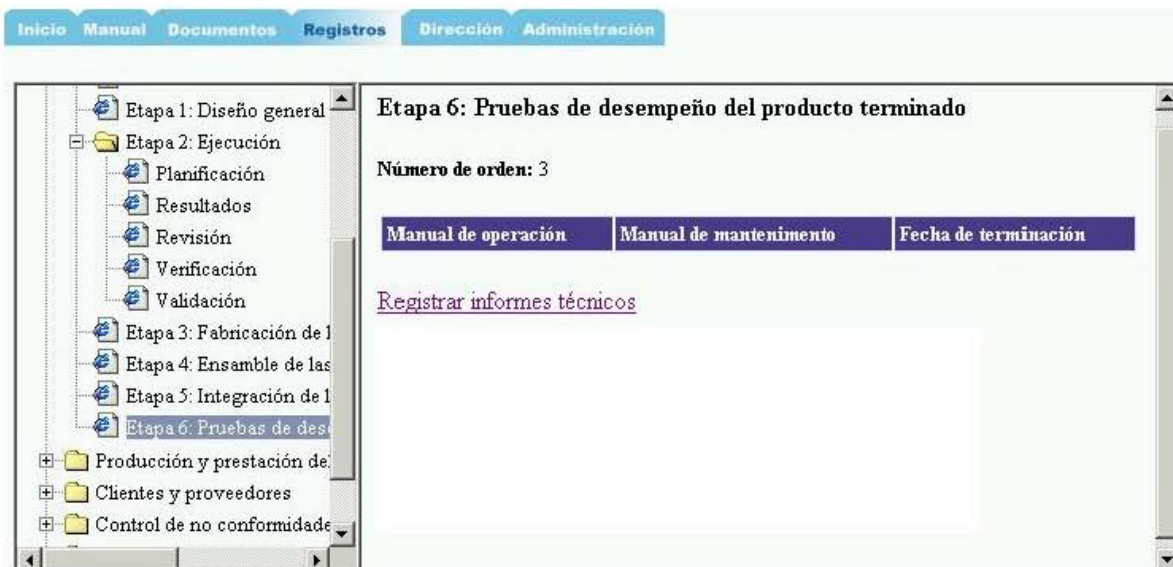 Inicio Manual Documentos Registros Dirección Administración
Etapa 1: Diseño general
Etapa 2: Ejecución
Planificación
Resultados
Revisión
Verificación
Validación
Etapa 3: Fabricación de l
Etapa 4: Ensamble de las
Etapa 5: Integración de l
Etapa 6: Pruebas de dese
Producción y prestación del
Clientes y proveedores
Control de no conformidade
Etapa 6: Pruebas de desempeño del producto terminado
Número de orden: 3
Manual de operación Manual de mantenimento Fecha de terminación
Registrar informes técnicos